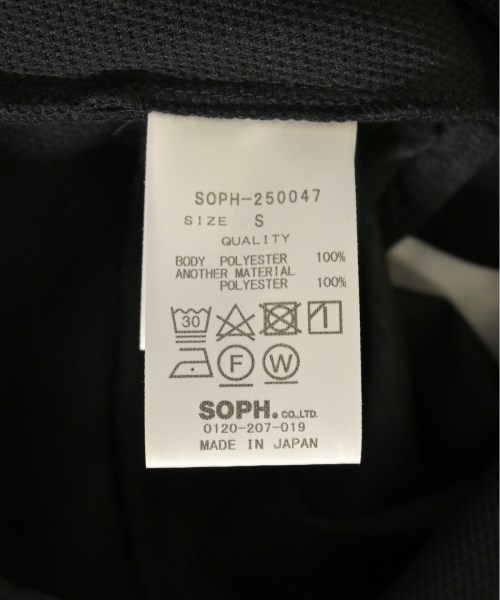 SOPH-250047
SIZE S
QUALITY
BODY POLYESTER 100%
ANOTHER MATERIAL
POLYESTER 100%
30
F W
SOPH. CO.,LTD.
0120-207-019
MADE IN JAPAN